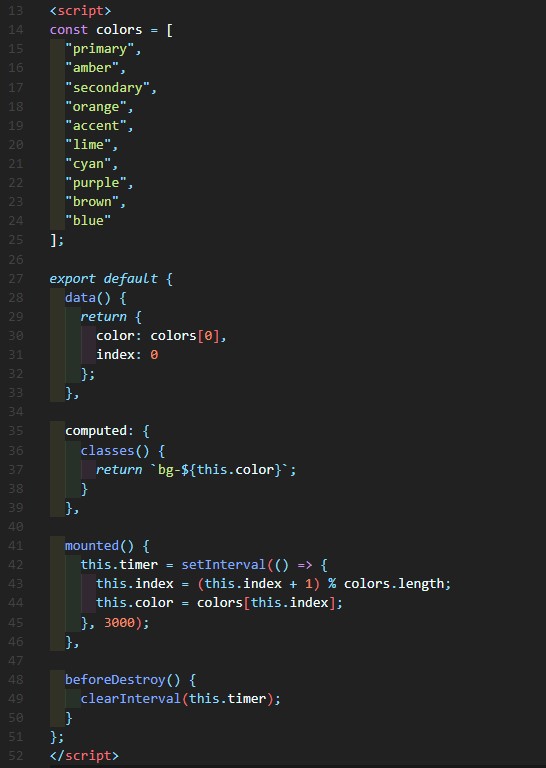 13 <script>
14 const colors = [
15 "primary",
16 "amber",
17 "secondary",
18 "orange",
19 "accent",
20 "lime",
21 "cyan",
22 "purple",
23 "brown",
24 "blue"
25 ];
26
27 export default {
28 data() {
29 return {
30 color: colors[0],
31 index: 0
32 };
33 },
34
35 computed: {
36 classes() {
37 return `bg-${this.color}`;
38 }
39 },
40
41 mounted() {
42 this.timer = setInterval(() => {
43 this.index = (this.index + 1) % colors.length;
44 this.color = colors[this.index];
45 }, 3000);
46 },
47
48 beforeDestroy() {
49 clearInterval(this.timer);
50 }
51 };
52 </script>